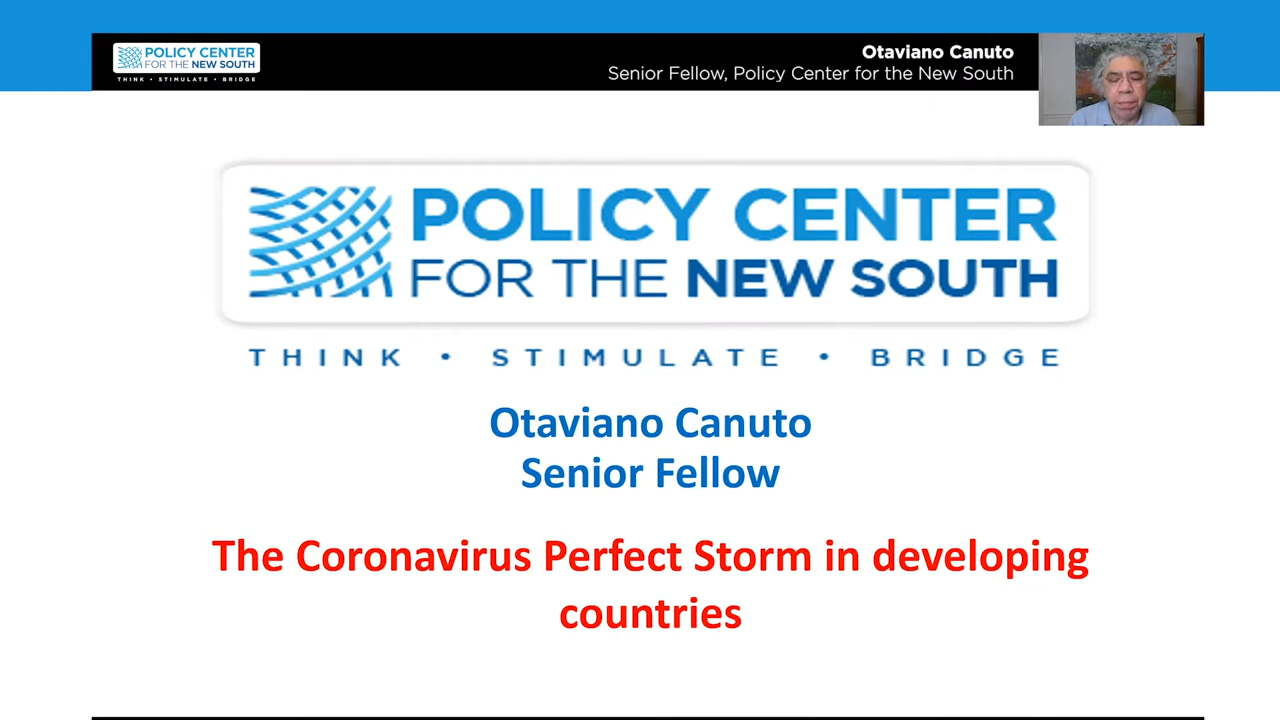 POLICY CENTER
FOR THE NEW SOUTH
THINK • STIMULATE • BRIDGE
Otaviano Canuto
Senior Fellow, Policy Center for the New South
POLICY CENTER
FOR THE NEW SOUTH
THINK • STIMULATE • BRIDGE
Otaviano Canuto
Senior Fellow
The Coronavirus Perfect Storm in developing
countries